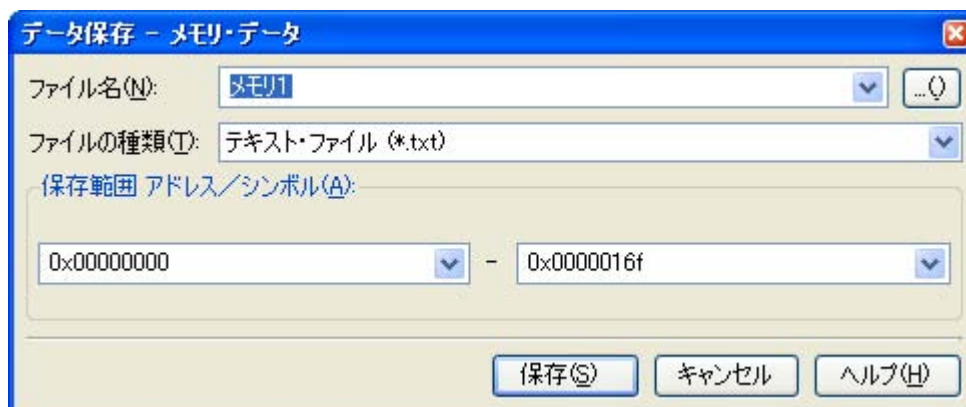 データ保存 - メモリ・データ
ファイル名(N): メモリ1 ...()
ファイルの種類(T): テキスト・ファイル (*.txt)
保存範囲 アドレス／シンボル(A):
0x00000000 - 0x0000016f
保存(S) キャンセル ヘルプ(H)